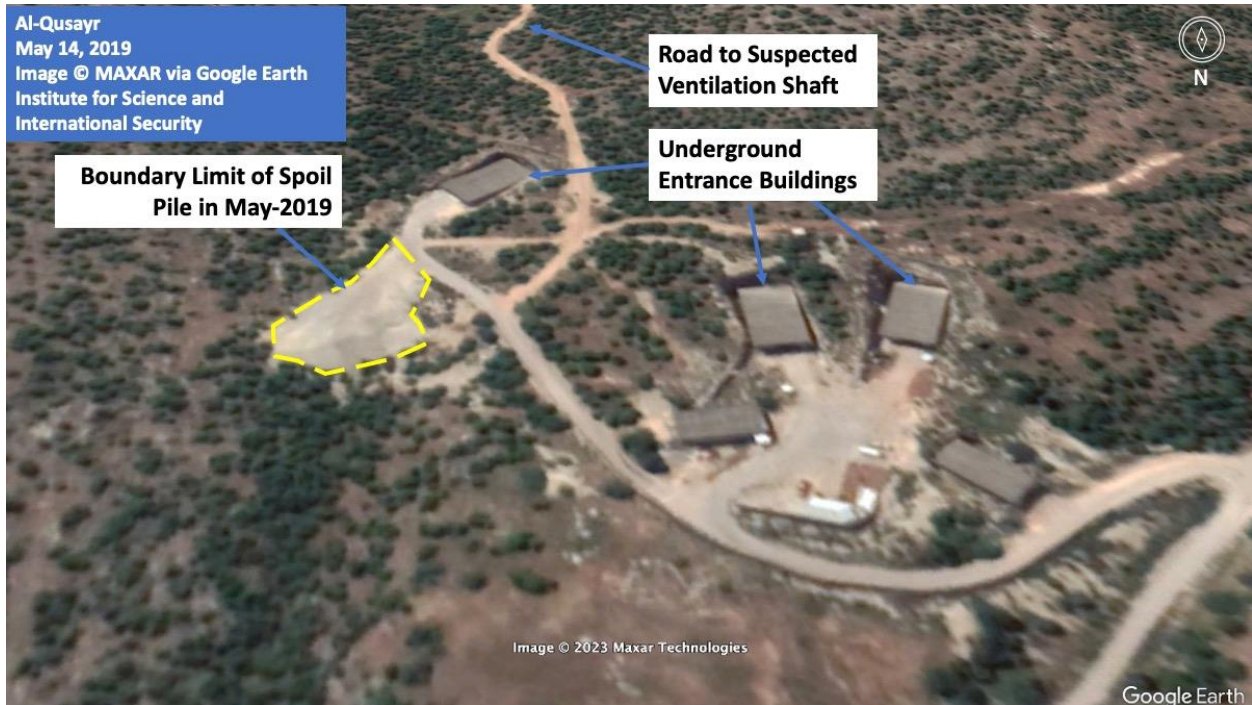 Al-Qusayr
May 14, 2019
Image © MAXAR via Google Earth
Institute for Science and
International Security
Road to Suspected
Ventilation Shaft
N
Underground
Entrance Buildings
Boundary Limit of Spoil
Pile in May-2019
Image © 2023 Maxar Technologies
Google Earth